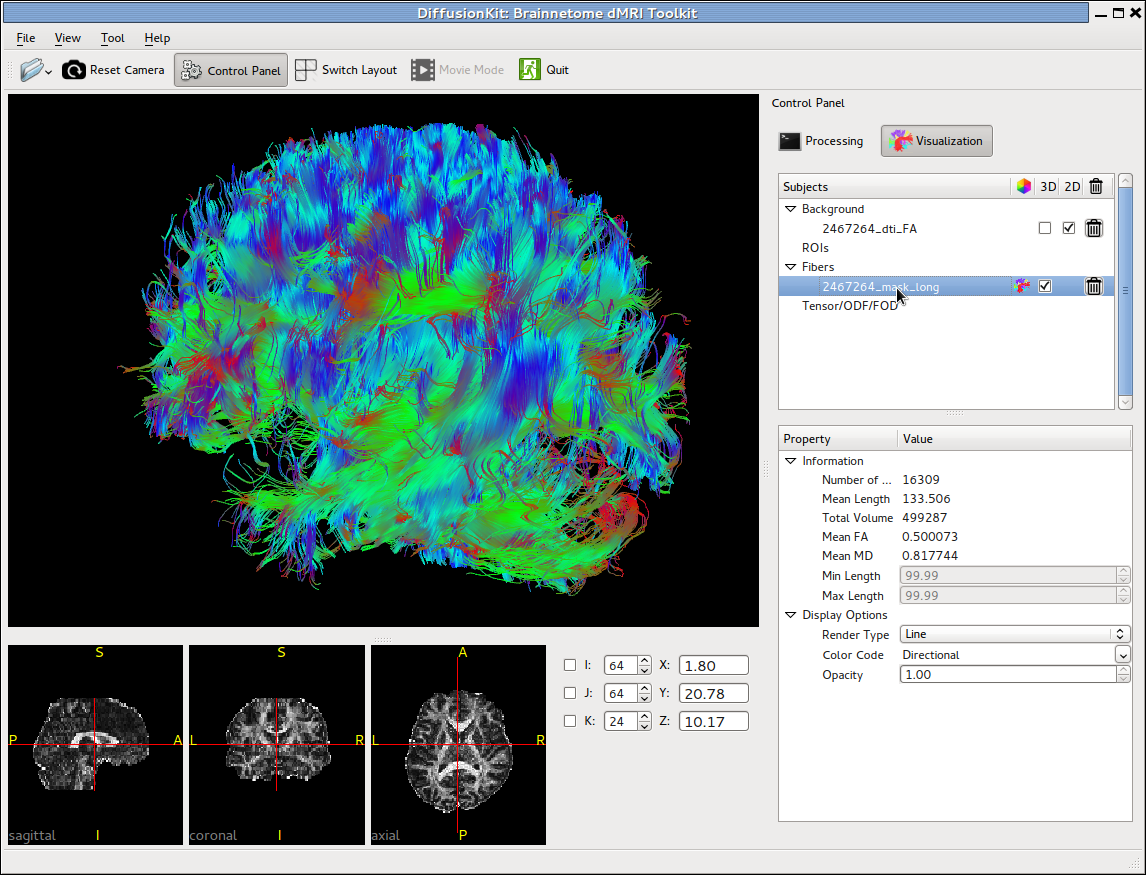 DiffusionKit: Brainnetome dMRI Toolkit
File View Tool Help
Reset Camera Control Panel Switch Layout Movie Mode Quit
Control Panel
Processing Visualization
Subjects 3D 2D
Background
2467264_dti_FA
ROIs
Fibers
2467264_mask_long
Tensor/ODF/FOD
Property Value
Information
Number of ... 16309
Mean Length 133.506
Total Volume 499287
Mean FA 0.500073
Mean MD 0.817744
Min Length 99.99
Max Length 99.99
Display Options
Render Type Line
Color Code Directional
Opacity 1.00
S
P A
sagittal I
S
L R
coronal I
A
L R
axial P
I: 64 X: 1.80
J: 64 Y: 20.78
K: 24 Z: 10.17